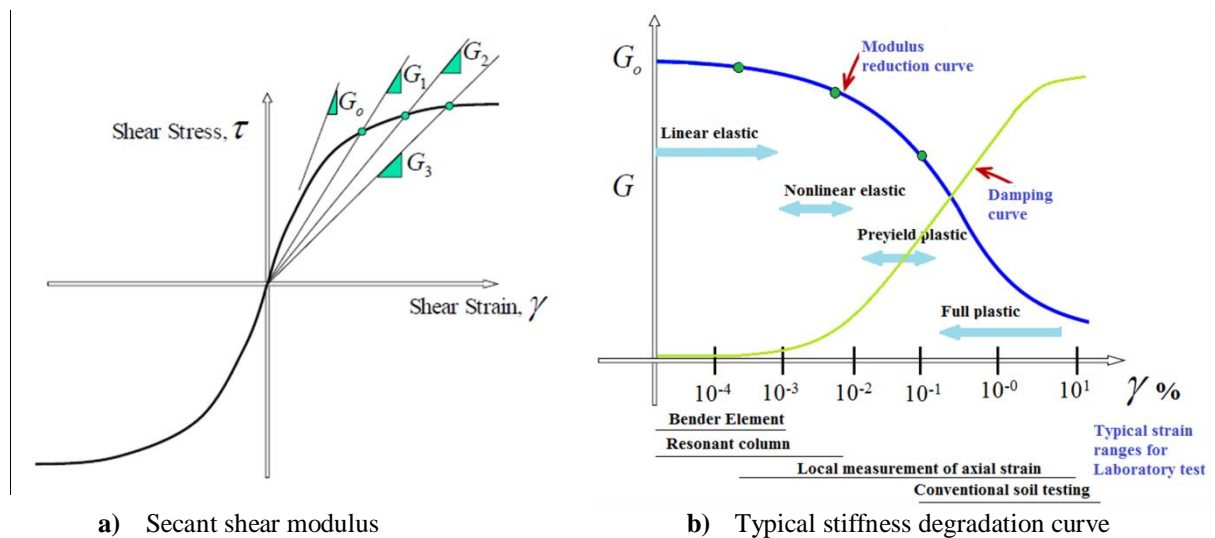 Shear Stress, τ
G₀
G₁
G₂
G₃
Shear Strain, γ
a) Secant shear modulus
Gₒ
G
Modulus
reduction curve
Linear elastic
Nonlinear elastic
Damping
curve
Preyield plastic
Full plastic
10⁻⁴
10⁻³
10⁻²
10⁻¹
10⁻⁰
10¹
γ %
Bender Element
Resonant column
Local measurement of axial strain
Conventional soil testing
Typical strain
ranges for
Laboratory test
b) Typical stiffness degradation curve